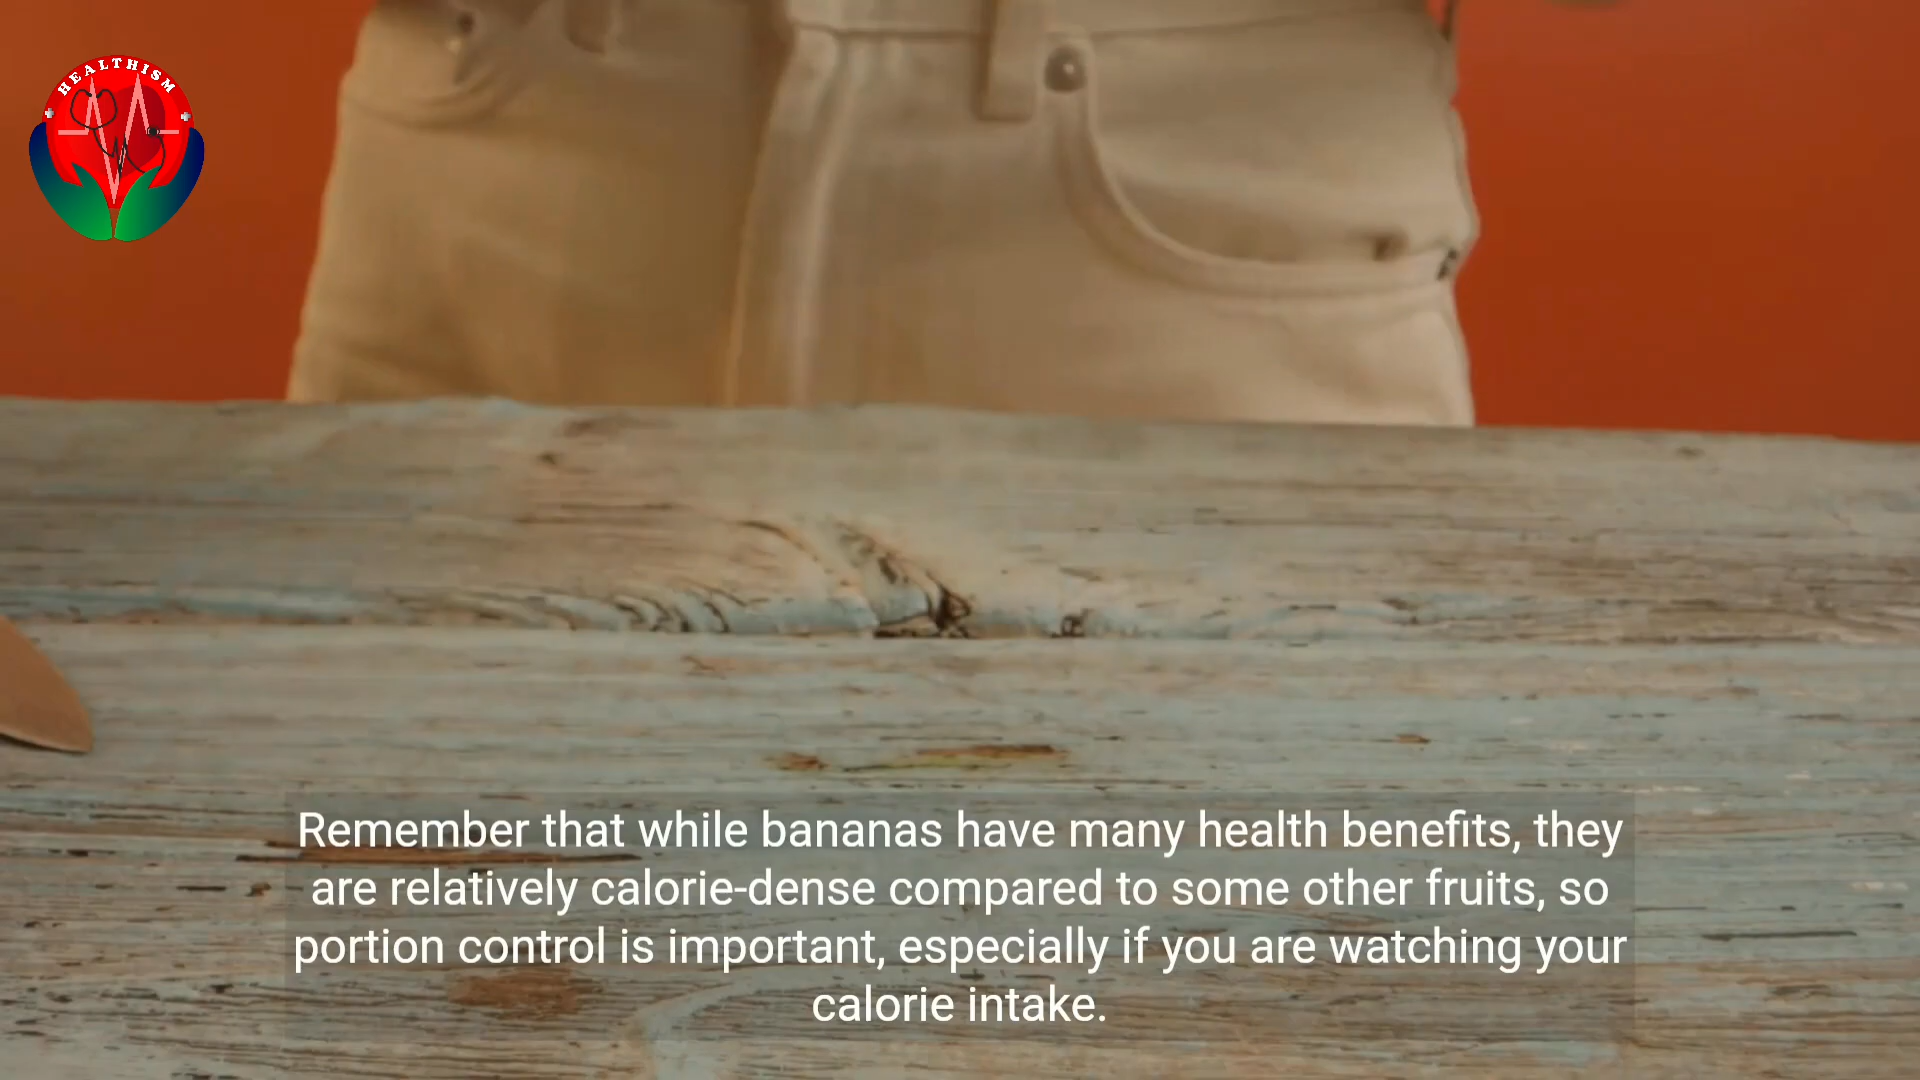 HEALTHISM
Remember that while bananas have many health benefits, they
are relatively calorie-dense compared to some other fruits, so
portion control is important, especially if you are watching your
calorie intake.